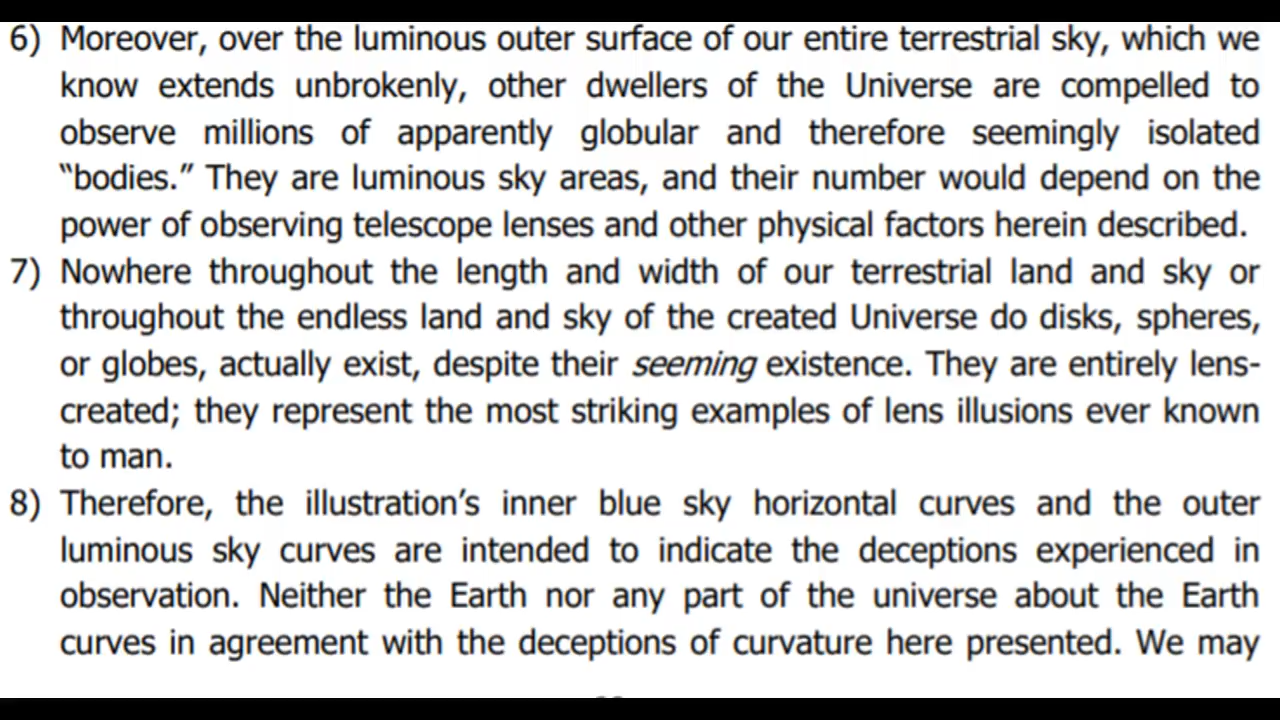 6) Moreover, over the luminous outer surface of our entire terrestrial sky, which we
know extends unbrokenly, other dwellers of the Universe are compelled to
observe millions of apparently globular and therefore seemingly isolated
“bodies.” They are luminous sky areas, and their number would depend on the
power of observing telescope lenses and other physical factors herein described.
7) Nowhere throughout the length and width of our terrestrial land and sky or
throughout the endless land and sky of the created Universe do disks, spheres,
or globes, actually exist, despite their seeming existence. They are entirely lens-
created; they represent the most striking examples of lens illusions ever known
to man.
8) Therefore, the illustration’s inner blue sky horizontal curves and the outer
luminous sky curves are intended to indicate the deceptions experienced in
observation. Neither the Earth nor any part of the universe about the Earth
curves in agreement with the deceptions of curvature here presented. We may